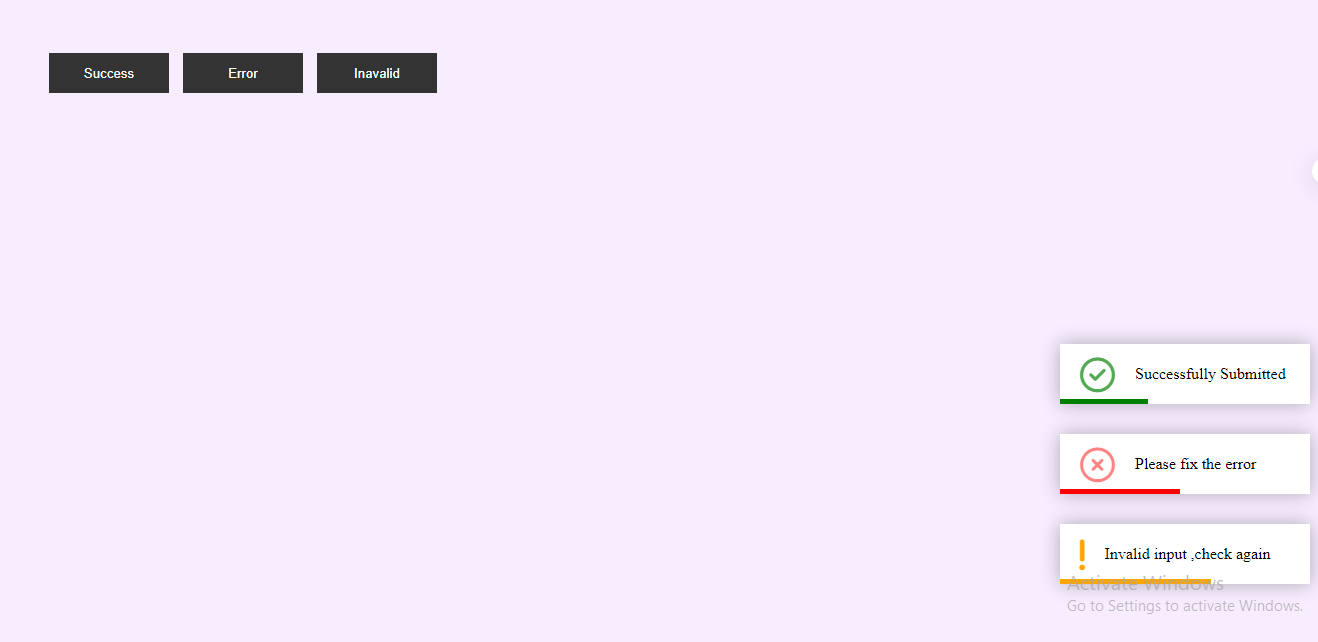 Success
Error
Inavalid
Successfully Submitted
Please fix the error
Invalid input ,check again
Activate Windows
Go to Settings to activate Windows.